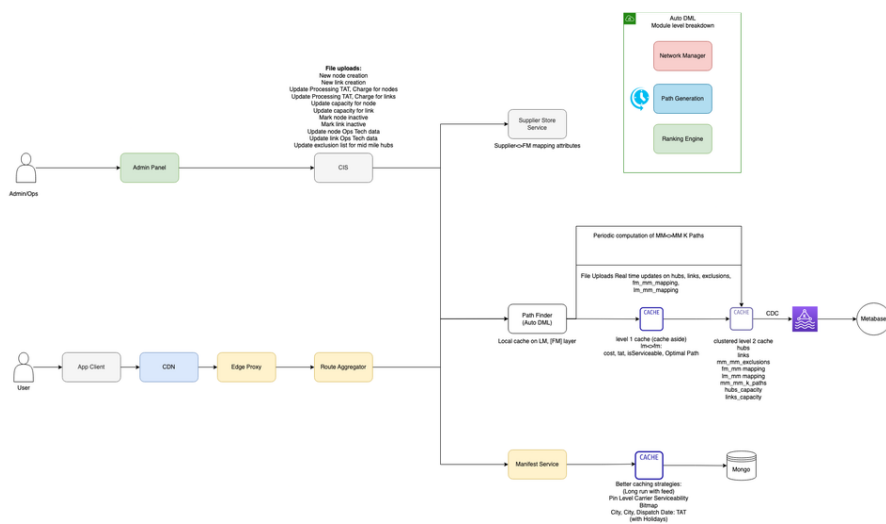 Auto DML
Module level breakdown
Network Manager
Path Generation
Ranking Engine
File uploads:
New node creation
New link creation
Update Processing TAT, Charge for nodes
Update Processing TAT, Charge for links
Update capacity for node
Update capacity for link
Mark node inactive
Mark link inactive
Update node Ops Tech data
Update link Ops Tech data
Update exclusion list for mid mile hubs
Supplier Store
Service
Supplier<>FM mapping attributes
Admin/Ops
Admin Panel
CIS
Periodic computation of MM<>MM K Paths
File Uploads Real time updates on hubs, links, exclusions,
fm_mm_mapping,
lm_mm_mapping
Path Finder
(Auto DML)
Local cache on LM, [FM] layer
CACHE
level 1 cache (cache aside)
lm<>fm:
cost, tat, isServiceable, Optimal Path
CACHE
clustered level 2 cache
hubs
links
mm_mm_exclusions
fm_mm mapping
lm_mm mapping
mm_mm_k_paths
hubs_capacity
links_capacity
CDC
Metabase
User
App Client
CDN
Edge Proxy
Route Aggregator
Manifest Service
CACHE
Better caching strategies:
(Long run with feed)
Pin Level Carrier Serviceability
Bitmap
City, City, Dispatch Date: TAT
(with Holidays)
Mongo